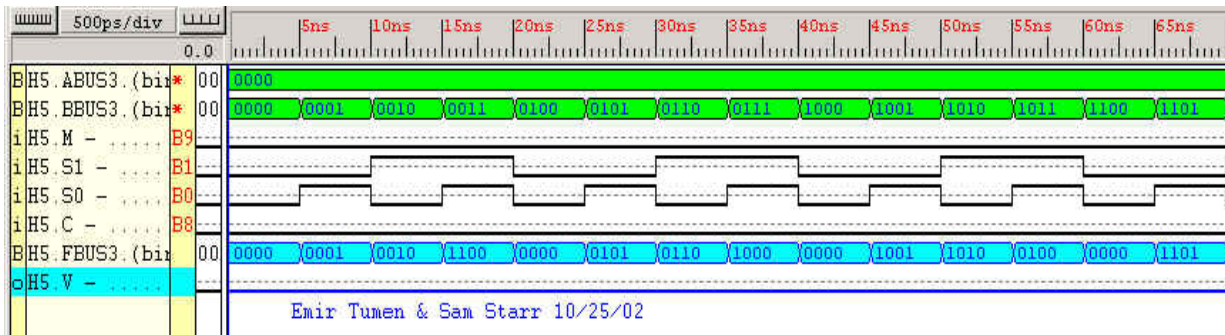 500ps/div 5ns 10ns 15ns 20ns 25ns 30ns 35ns 40ns 45ns 50ns 55ns 60ns 65ns
0.0
B H5.ABUS3.(bin * 00 0000
B H5.BBUS3.(bin * 00 0000 0001 0010 0011 0100 0101 0110 0111 1000 1001 1010 1011 1100 1101
i H5.M - ..... B9
i H5.S1 - .... B1
i H5.S0 - .... B0
i H5.C - ..... B8
B H5.FBUS3.(bin 00 0000 0001 0010 1100 0000 0101 0110 1000 0000 1001 1010 0100 0000 1101
o H5.V - .....
Emir Tumen & Sam Starr 10/25/02